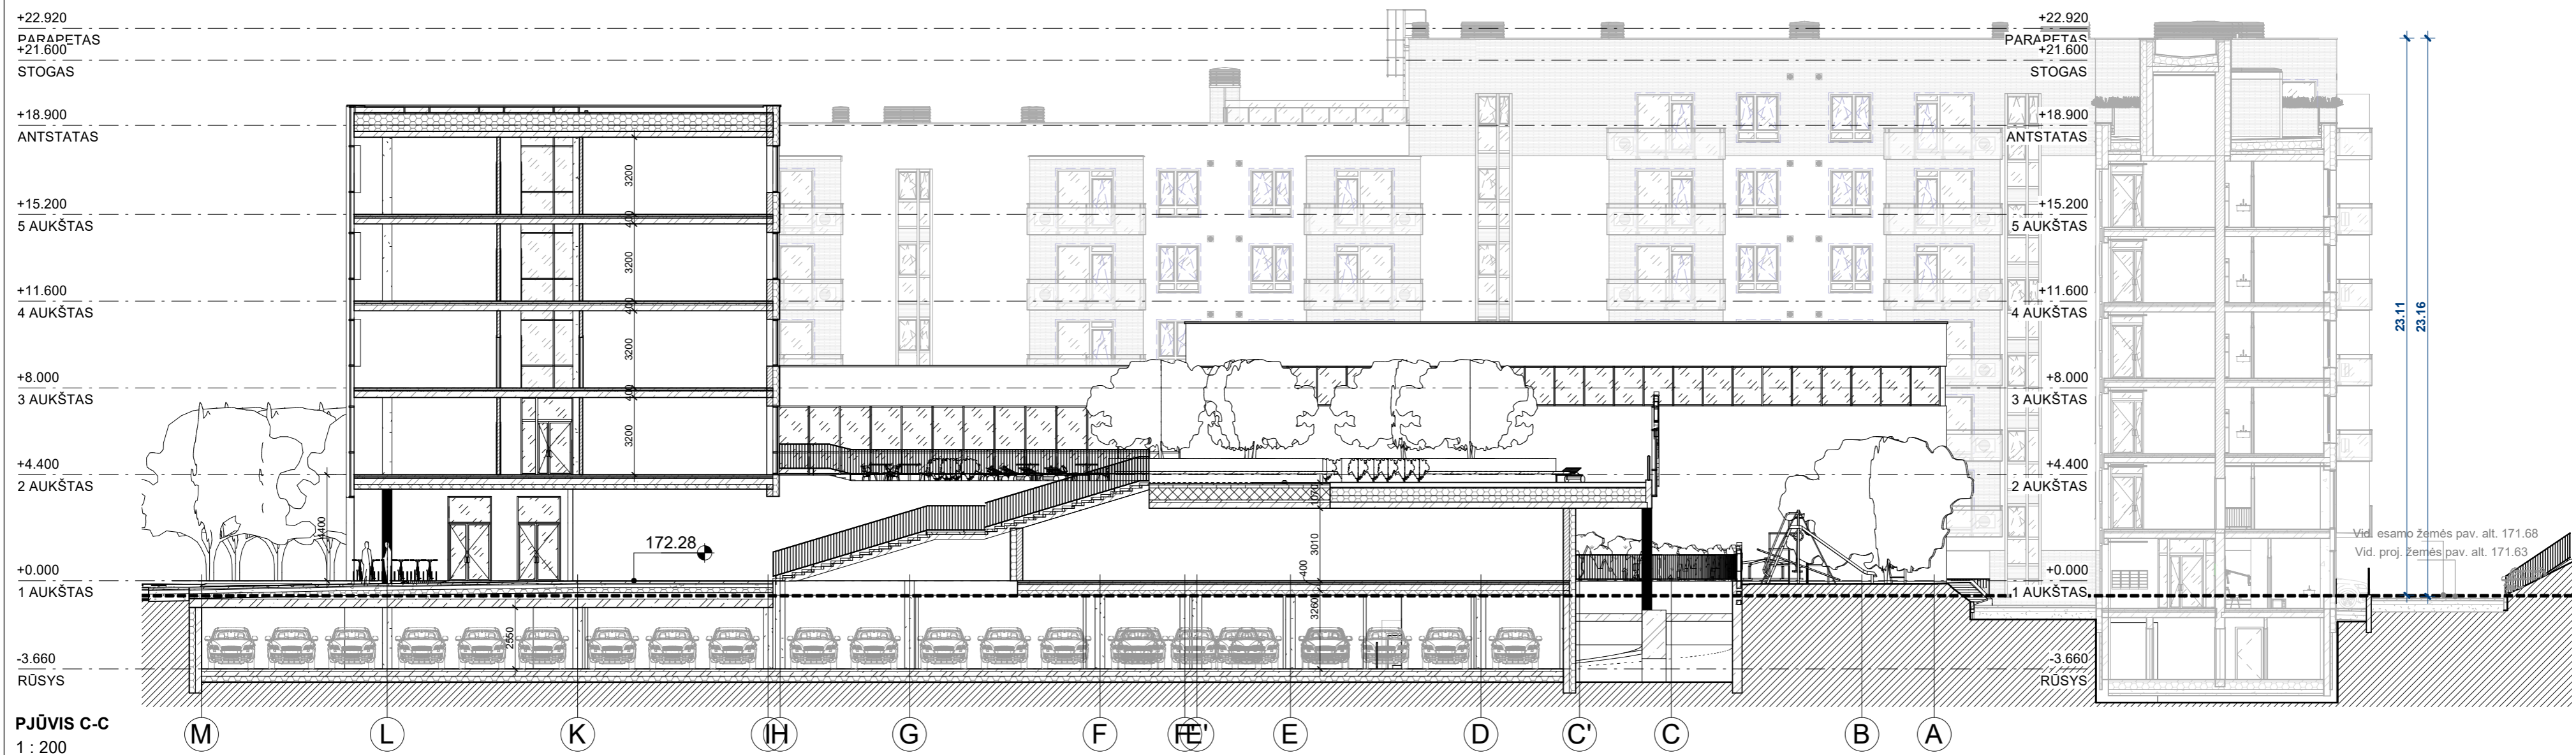 +22.920
PARAPETAS
+21.600
STOGAS
+18.900
ANTSTATAS
+15.200
5 AUKŠTAS
+11.600
4 AUKŠTAS
+8.000
3 AUKŠTAS
+4.400
2 AUKŠTAS
+0.000
1 AUKŠTAS
-3.660
RŪSYS
3200
400
3200
400
3200
400
3200
4400
172.28
2550
1070
3010
400
3260
+22.920
PARAPETAS
+21.600
STOGAS
+18.900
ANTSTATAS
+15.200
5 AUKŠTAS
+11.600
4 AUKŠTAS
+8.000
3 AUKŠTAS
+4.400
2 AUKŠTAS
+0.000
1 AUKŠTAS
-3.660
RŪSYS
23.11
23.16
Vid. esamo žemės pav. alt. 171.68
Vid. proj. žemės pav. alt. 171.63
M
L
K
H
G
F
E'
E
D
C'
C
B
A
PJŪVIS C-C
1 : 200